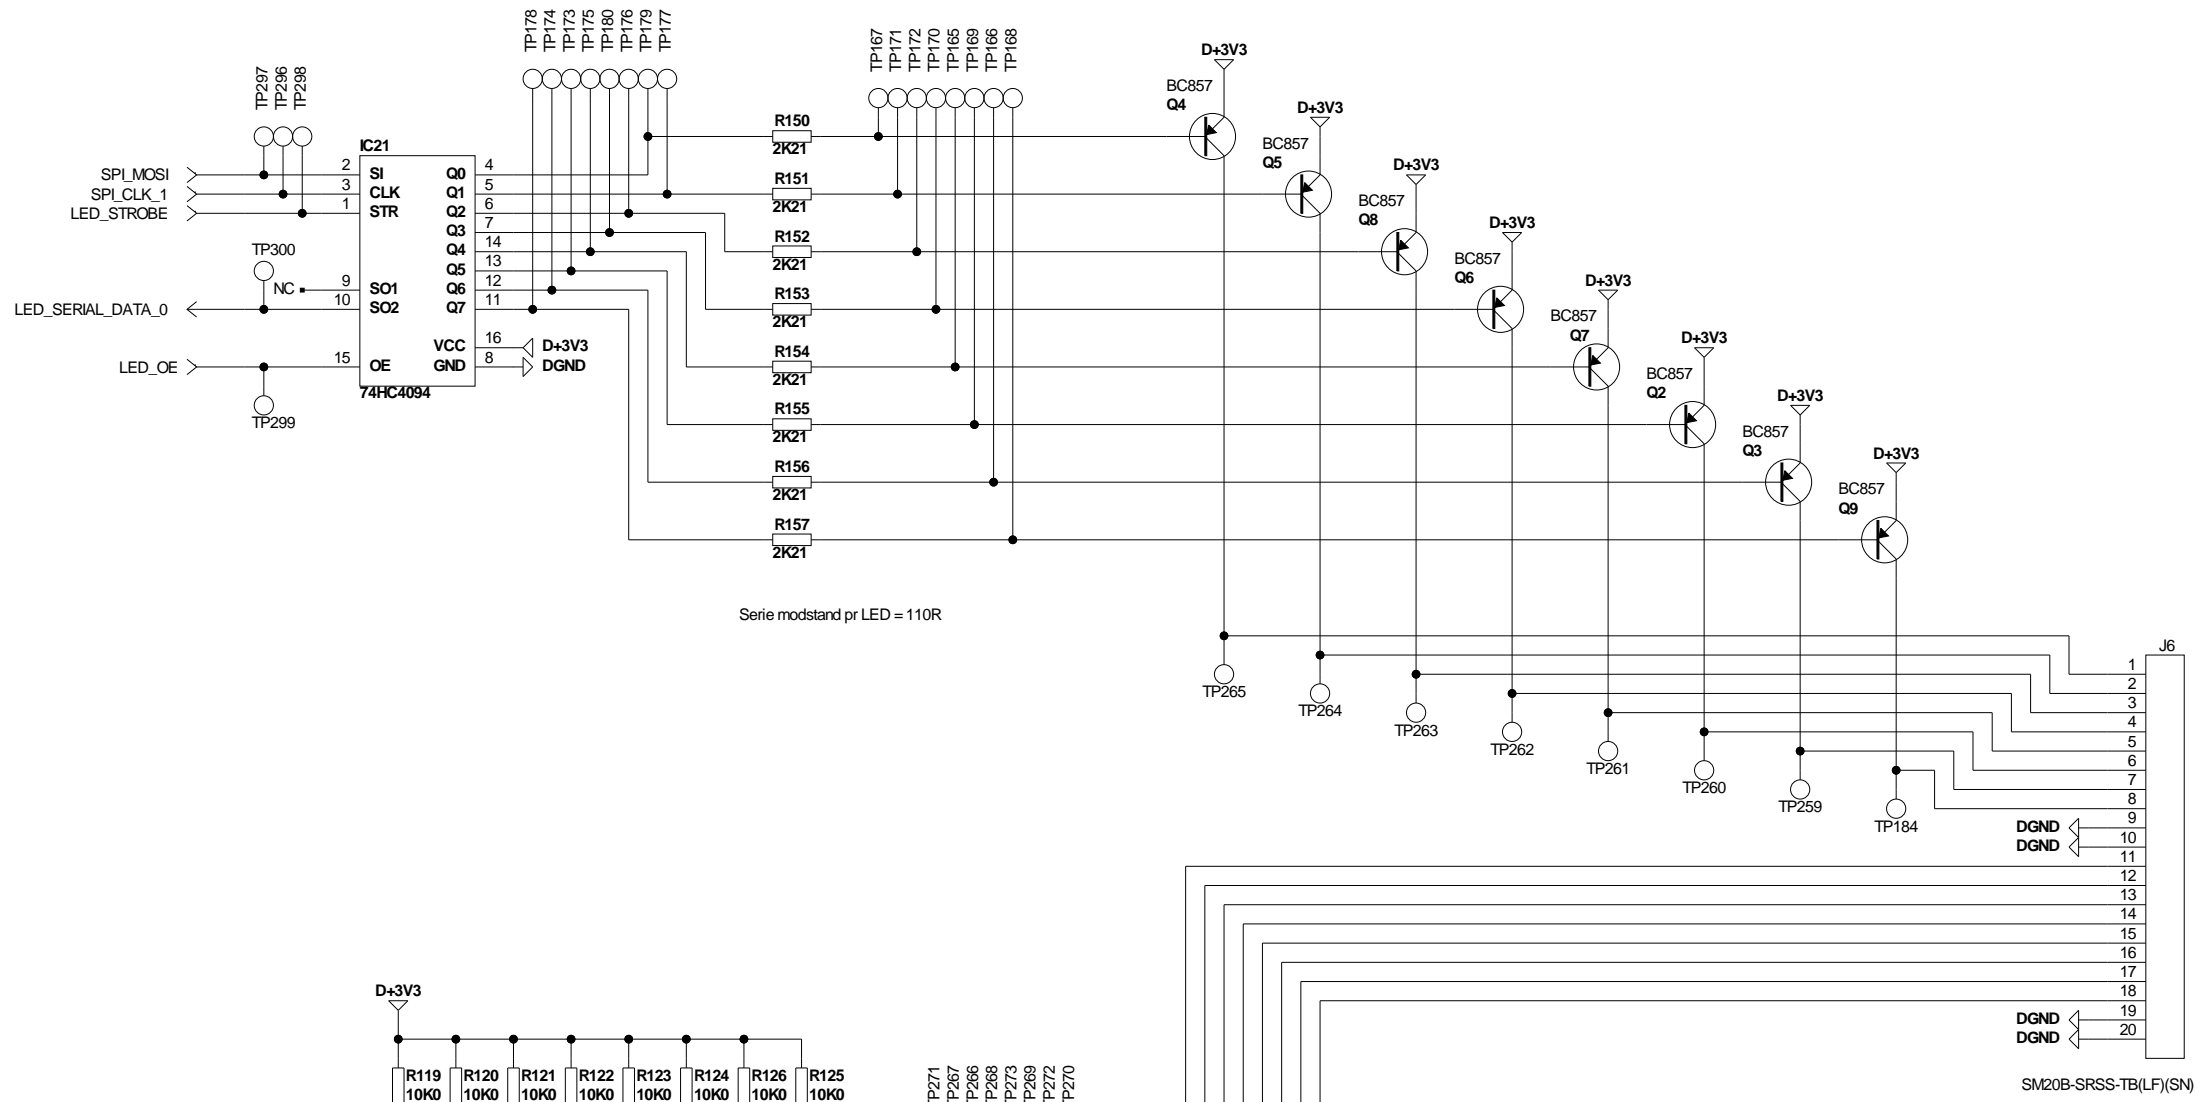 TP178
TP174
TP173
TP175
TP180
TP176
TP179
TP177
TP167
TP171
TP172
TP170
TP165
TP169
TP166
TP168
TP297
TP296
TP298
IC21
SPI_MOSI
SPI_CLK_1
LED_STROBE
2 SI Q0 4
3 CLK Q1 5
1 STR Q2 6
Q3 7
TP300
Q4 14
Q5 13
NC 9 SO1 Q6 12
LED_SERIAL_DATA_0 10 SO2 Q7 11
VCC 16 D+3V3
LED_OE 15 OE GND 8 DGND
74HC4094
TP299
R150
2K21
R151
2K21
R152
2K21
R153
2K21
R154
2K21
R155
2K21
R156
2K21
R157
2K21
D+3V3
BC857
Q4
D+3V3
BC857
Q5
D+3V3
BC857
Q8
D+3V3
BC857
Q6
D+3V3
BC857
Q7
D+3V3
BC857
Q2
D+3V3
BC857
Q3
D+3V3
BC857
Q9
Serie modstand pr LED = 110R
TP265
TP264
TP263
TP262
TP261
TP260
TP259
TP184
J6
1
2
3
4
5
6
7
8
DGND 9
DGND 10
11
12
13
14
15
16
17
18
DGND 19
DGND 20
SM20B-SRSS-TB(LF)(SN)
D+3V3
R119 R120 R121 R122 R123 R124 R126 R125
10K0 10K0 10K0 10K0 10K0 10K0 10K0 10K0
TP271
TP267
TP266
TP268
TP273
TP269
TP272
TP270